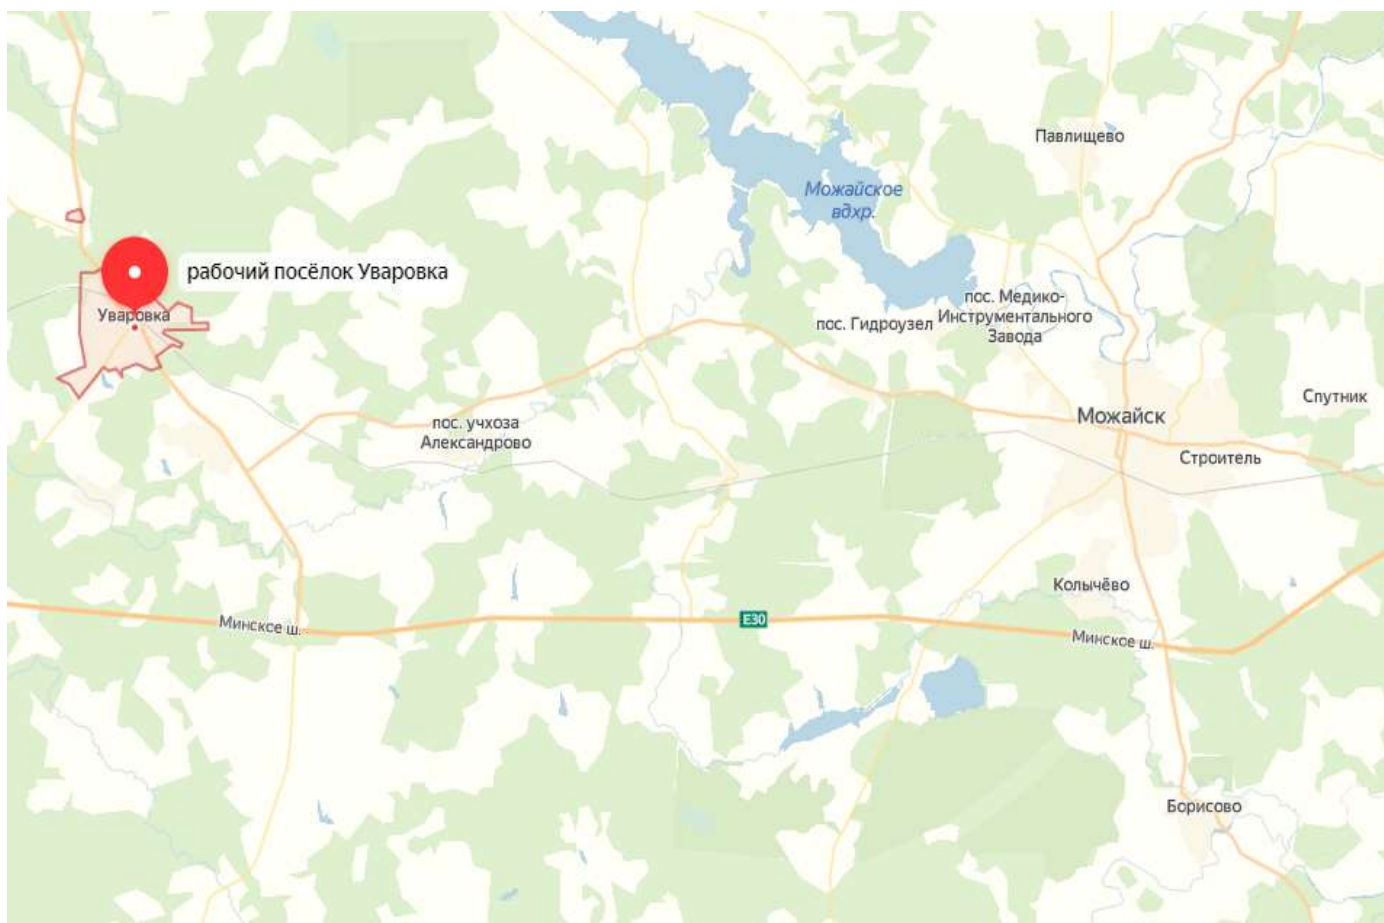 Павлищево
Можайское
вдхр.
рабочий посёлок Уваровка
Уваровка
пос. Медико-
Инструментального
Завода
пос. Гидроузел
Спутник
Можайск
пос. учхоза
Александрово
Строитель
Колычёво
Минское ш.
E30
Минское ш.
Борисово